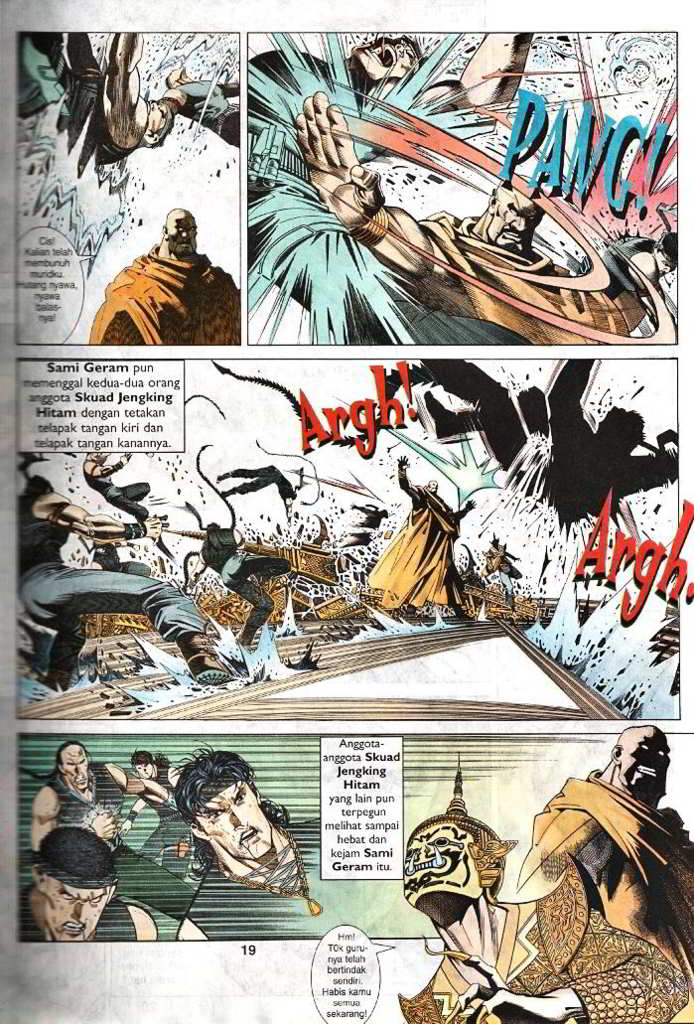 Cis!
Kalian telah
membunuh
muridku.
Hutang nyawa,
nyawa
balas-
nya!
PANG!
Sami Geram pun
memenggal kedua-dua orang
anggota Skuad Jengking
Hitam dengan tetakan
telapak tangan kiri dan
telapak tangan kanannya.
Argh!
Argh!
Anggota-
anggota Skuad
Jengking
Hitam
yang lain pun
terpegun
melihat sampai
hebat dan
kejam Sami
Geram itu.
19
Hm!
T0k guru-
nya telah
bertindak
sendiri.
Habis kamu
semua
sekarang!